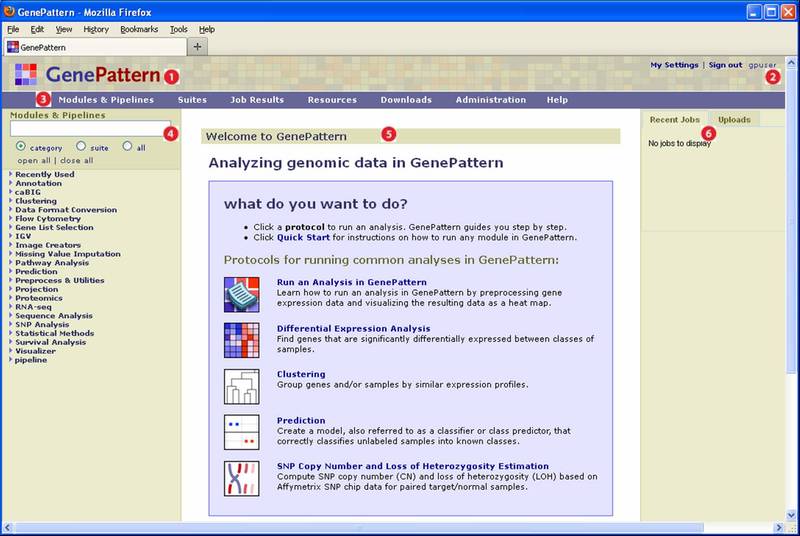 GenePattern - Mozilla Firefox
File Edit View History Bookmarks Tools Help
GenePattern +
GenePattern 1
My Settings | Sign out gpuser 2
3 Modules & Pipelines Suites Job Results Resources Downloads Administration Help
Modules & Pipelines
4
category suite all
open all | close all
Recently Used
Annotation
caBIG
Clustering
Data Format Conversion
Flow Cytometry
Gene List Selection
IGV
Image Creators
Missing Value Imputation
Pathway Analysis
Prediction
Preprocess & Utilities
Projection
Proteomics
RNA-seq
Sequence Analysis
SNP Analysis
Statistical Methods
Survival Analysis
Visualizer
pipeline
Welcome to GenePattern 5
Analyzing genomic data in GenePattern
what do you want to do?
• Click a protocol to run an analysis. GenePattern guides you step by step.
• Click Quick Start for instructions on how to run any module in GenePattern.
Protocols for running common analyses in GenePattern:
Run an Analysis in GenePattern
Learn how to run an analysis in GenePattern by preprocessing gene
expression data and visualizing the resulting data as a heat map.
Differential Expression Analysis
Find genes that are significantly differentially expressed between classes of
samples.
Clustering
Group genes and/or samples by similar expression profiles.
Prediction
Create a model, also referred to as a classifier or class predictor, that
correctly classifies unlabeled samples into known classes.
SNP Copy Number and Loss of Heterozygosity Estimation
Compute SNP copy number (CN) and loss of heterozygosity (LOH) based on
Affymetrix SNP chip data for paired target/normal samples.
Recent Jobs Uploads
6
No jobs to display